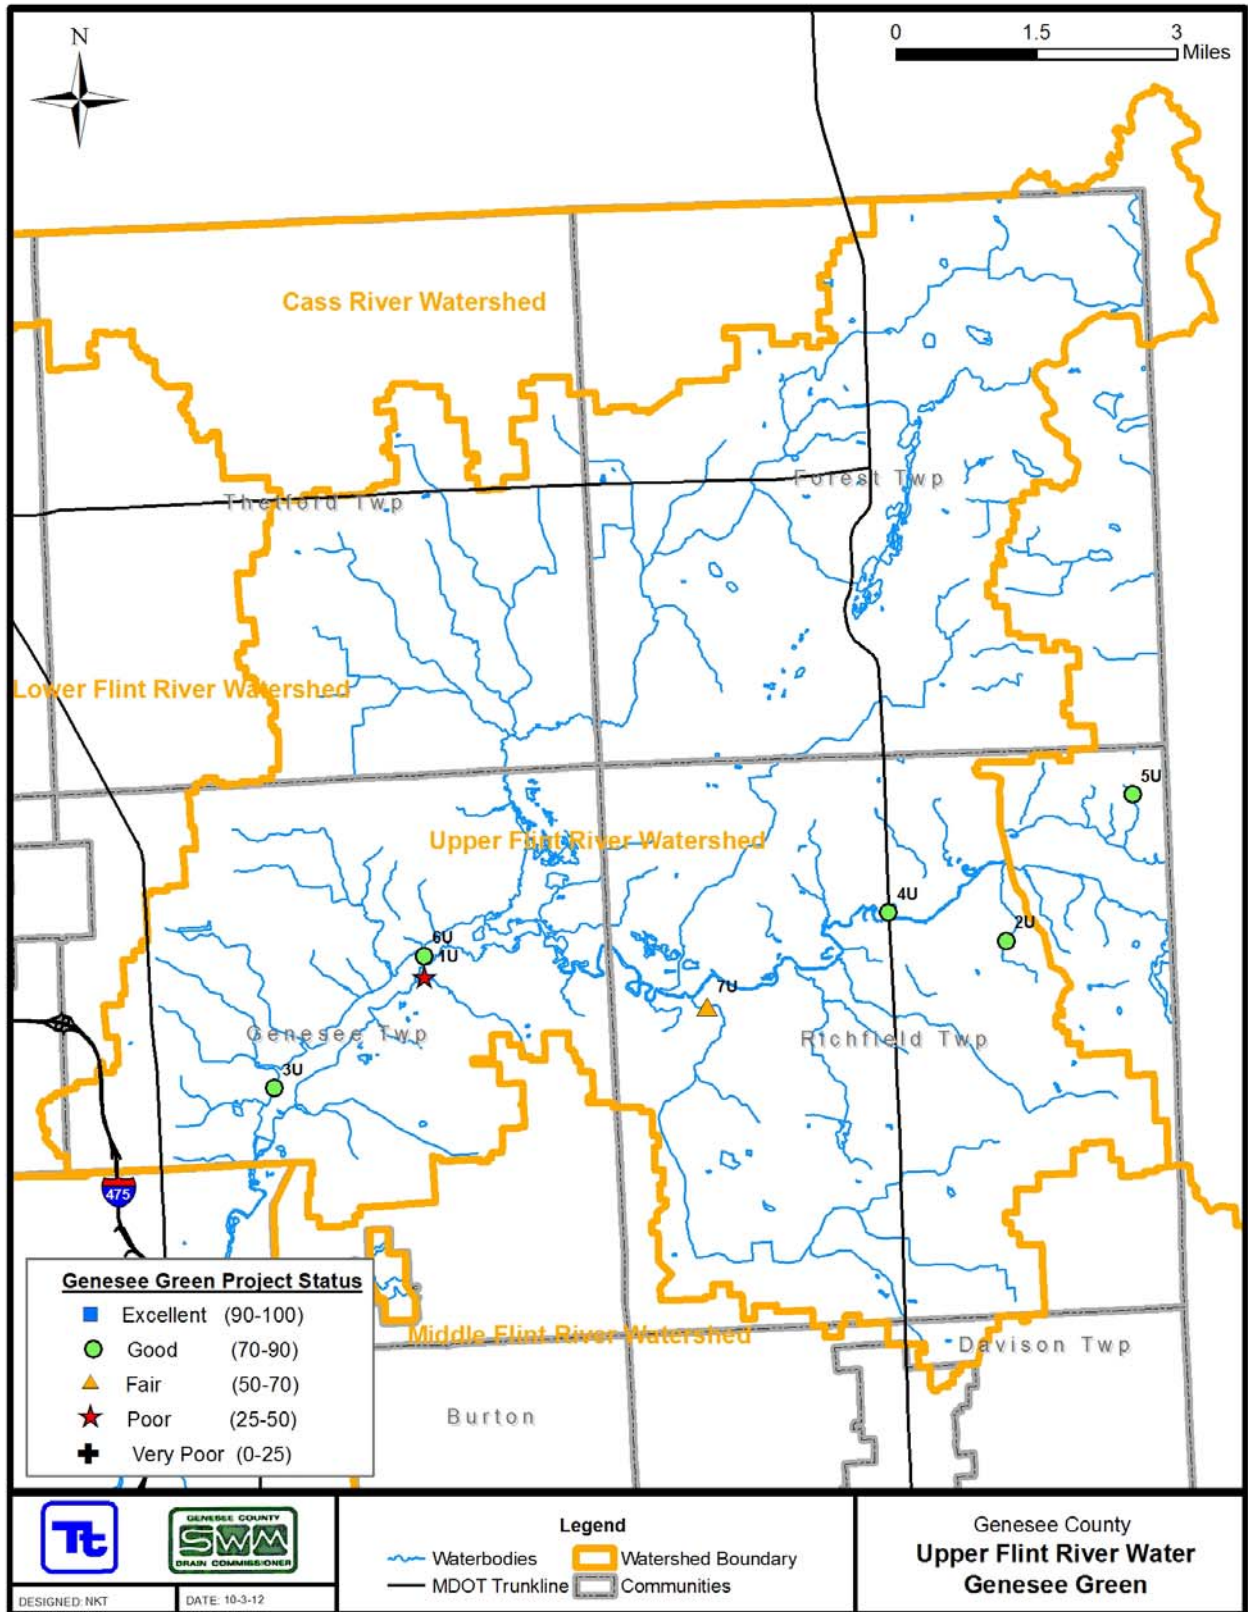 N
0 1.5 3
Miles
Cass River Watershed
Thetford Twp
Forest Twp
Lower Flint River Watershed
5U
Upper Flint River Watershed
4U
2U
6U
1U
7U
Genesee Twp
Richfield Twp
3U
475
Middle Flint River Watershed
Davison Twp
Burton
Genesee Green Project Status
Excellent (90-100)
Good (70-90)
Fair (50-70)
Poor (25-50)
Very Poor (0-25)
Tt
GENESEE COUNTY
SWM
DRAIN COMMISSIONER
DESIGNED: NKT
DATE: 10-3-12
Legend
Waterbodies
Watershed Boundary
MDOT Trunkline
Communities
Genesee County
Upper Flint River Water
Genesee Green